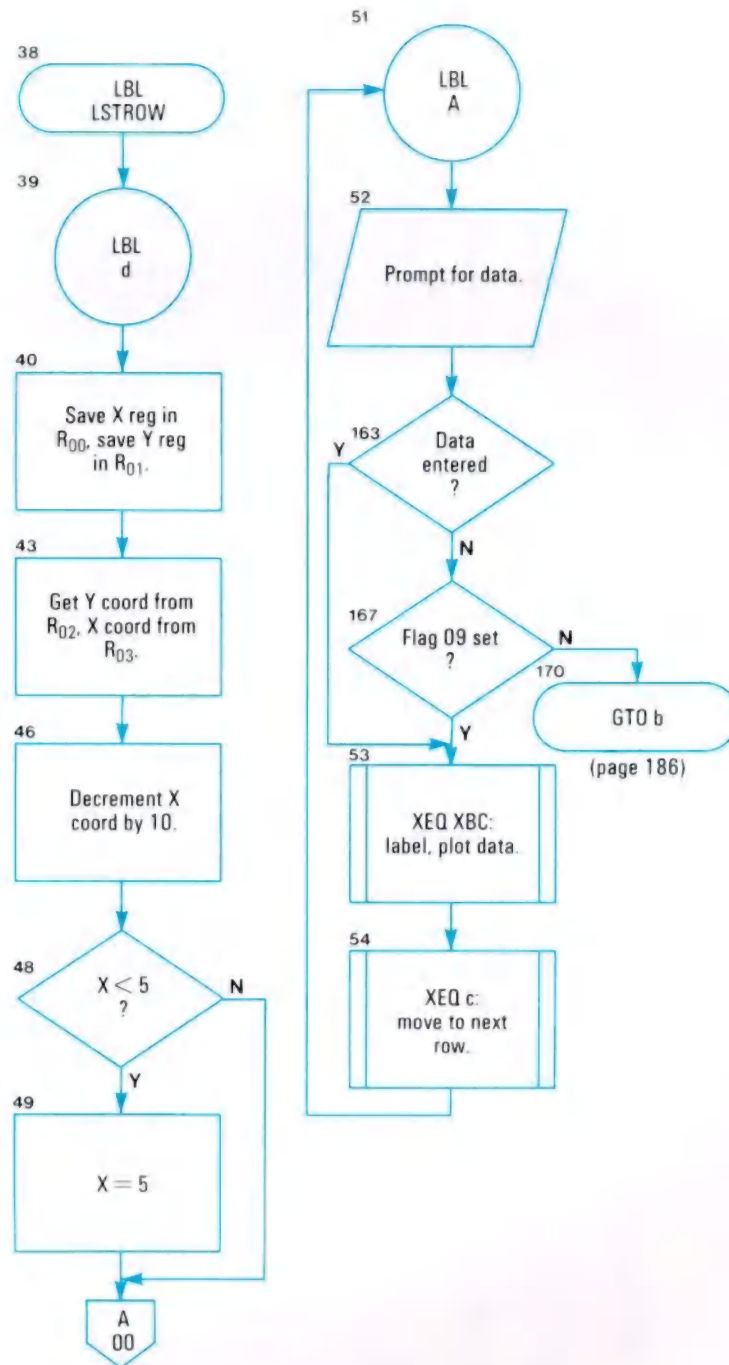 38
LBL
LSTROW
39
LBL
d
40
Save X reg in
R00, save Y reg
in R01.
43
Get Y coord from
R02, X coord from
R03.
46
Decrement X
coord by 10.
48
X < 5
?
N
Y
49
X = 5
A
00
51
LBL
A
52
Prompt for data.
163
Y
Data
entered
?
N
167
Flag 09 set
?
N
170
GTO b
(page 186)
Y
53
XEQ XBC:
label, plot data.
54
XEQ c:
move to next
row.